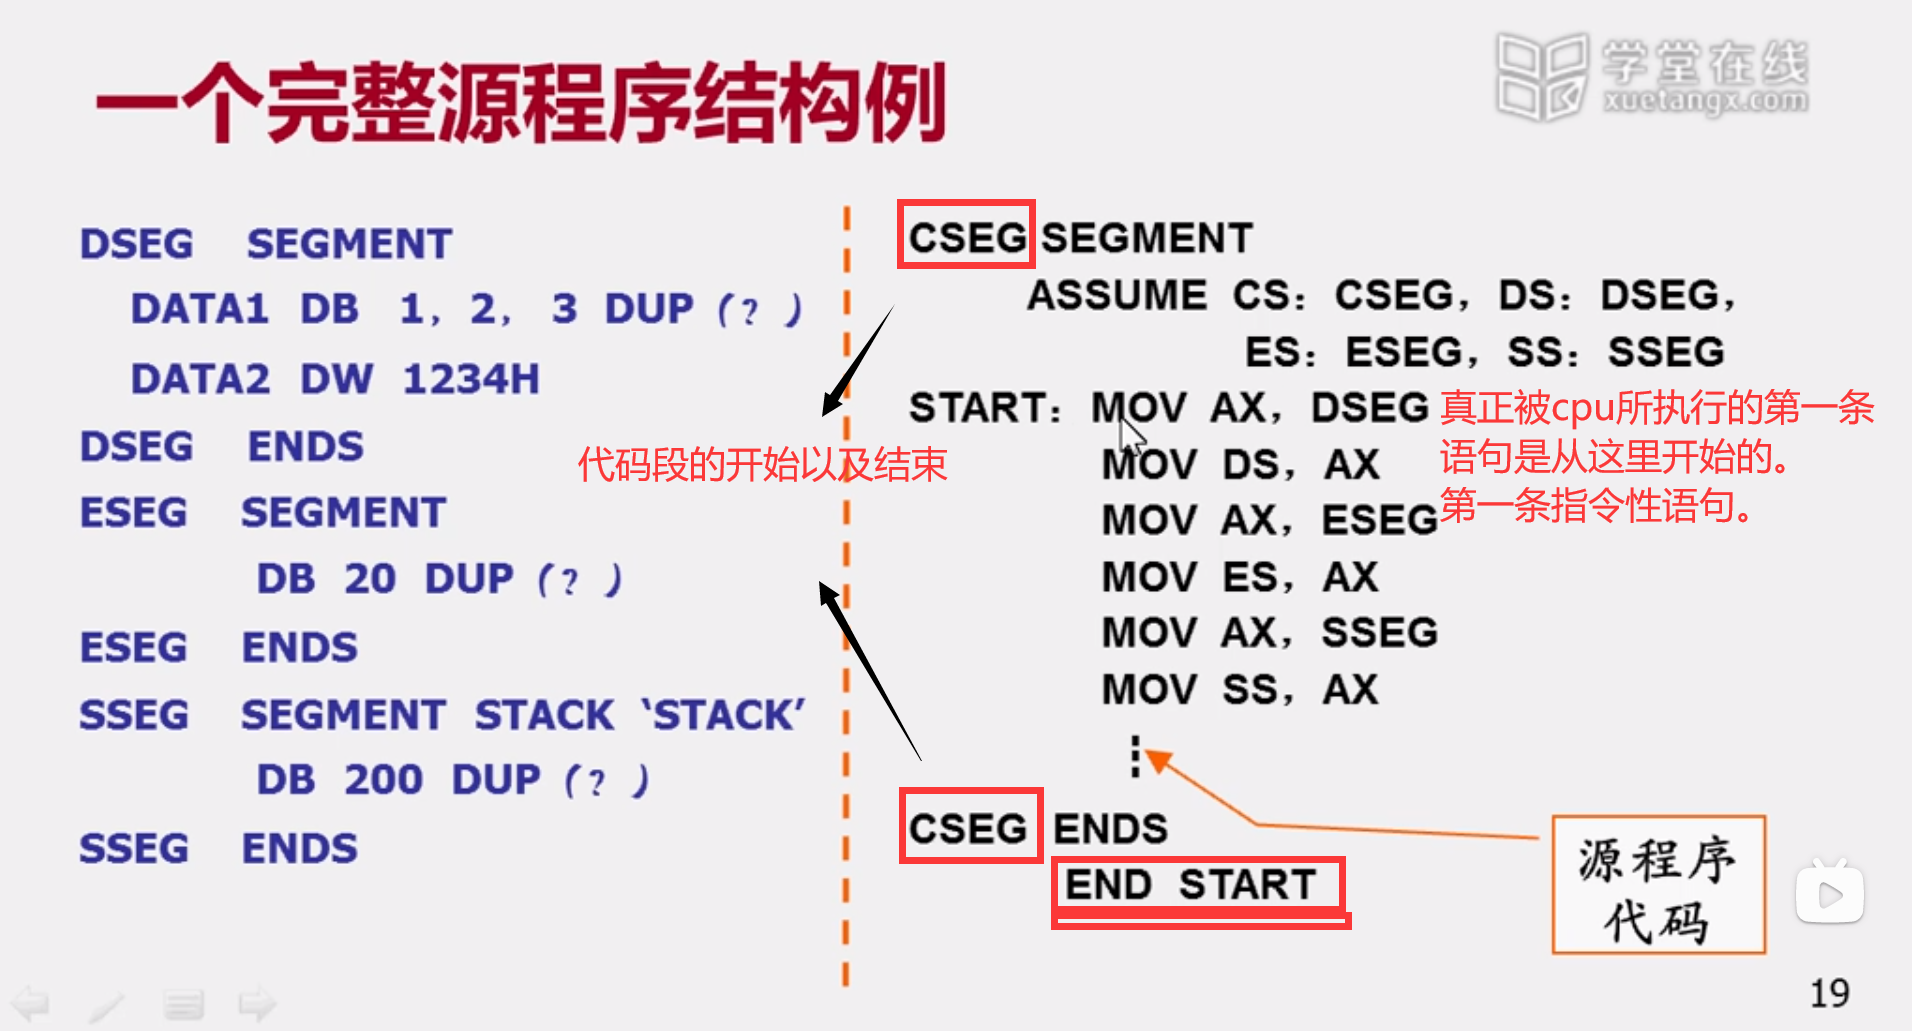 一个完整源程序结构例
学堂在线
xuetangx.com
DSEG SEGMENT
DATA1 DB 1，2， 3 DUP（? ）
DATA2 DW 1234H
DSEG ENDS
ESEG SEGMENT
DB 20 DUP（? ）
ESEG ENDS
SSEG SEGMENT STACK ‘STACK’
DB 200 DUP（? ）
SSEG ENDS
代码段的开始以及结束
CSEG SEGMENT
ASSUME CS：CSEG，DS：DSEG，
ES：ESEG，SS：SSEG
START：MOV AX，DSEG
MOV DS，AX
MOV AX，ESEG
MOV ES，AX
MOV AX，SSEG
MOV SS，AX
⋮
CSEG ENDS
END START
真正被cpu所执行的第一条
语句是从这里开始的。
第一条指令性语句。
源程序
代码
19